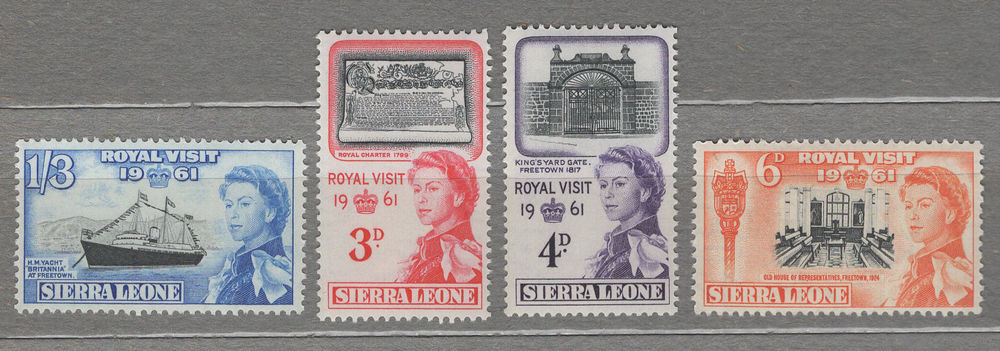 1/3
ROYAL VISIT
19 61
H.M. YACHT
'BRITANNIA'
AT FREETOWN.
SIERRA LEONE
ROYAL CHARTER 1799
ROYAL VISIT
19 61
3D.
SIERRA LEONE
KING'S YARD GATE,
FREETOWN 1817
ROYAL VISIT
19 61
4D.
SIERRA LEONE
6D
ROYAL VISIT
19 61
OLD HOUSE OF REPRESENTATIVES, FREETOWN, 1924
SIERRA LEONE